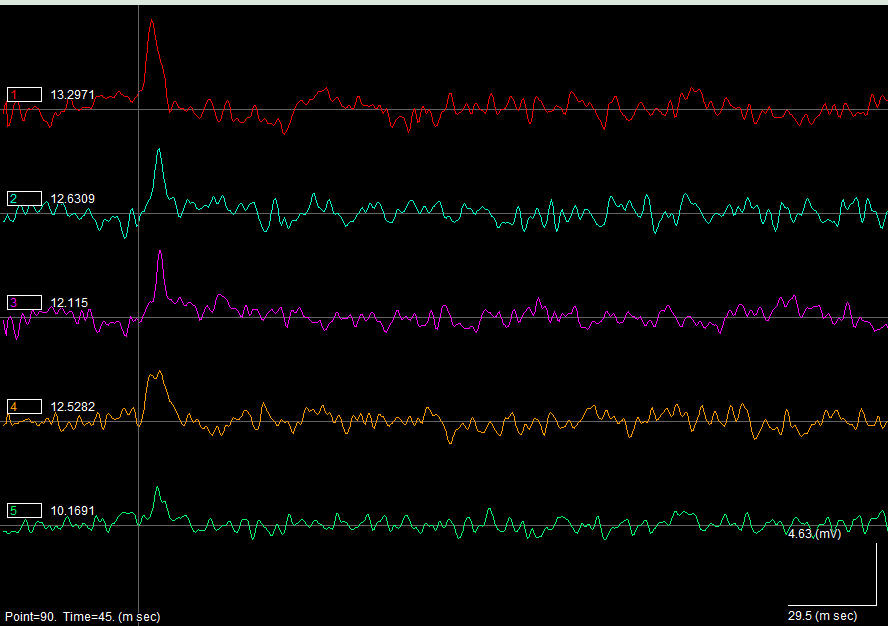 1 13.2971
2 12.6309
3 12.115
4 12.5282
5 10.1691
4.63 (mV)
Point=90. Time=45. (m sec)
29.5 (m sec)